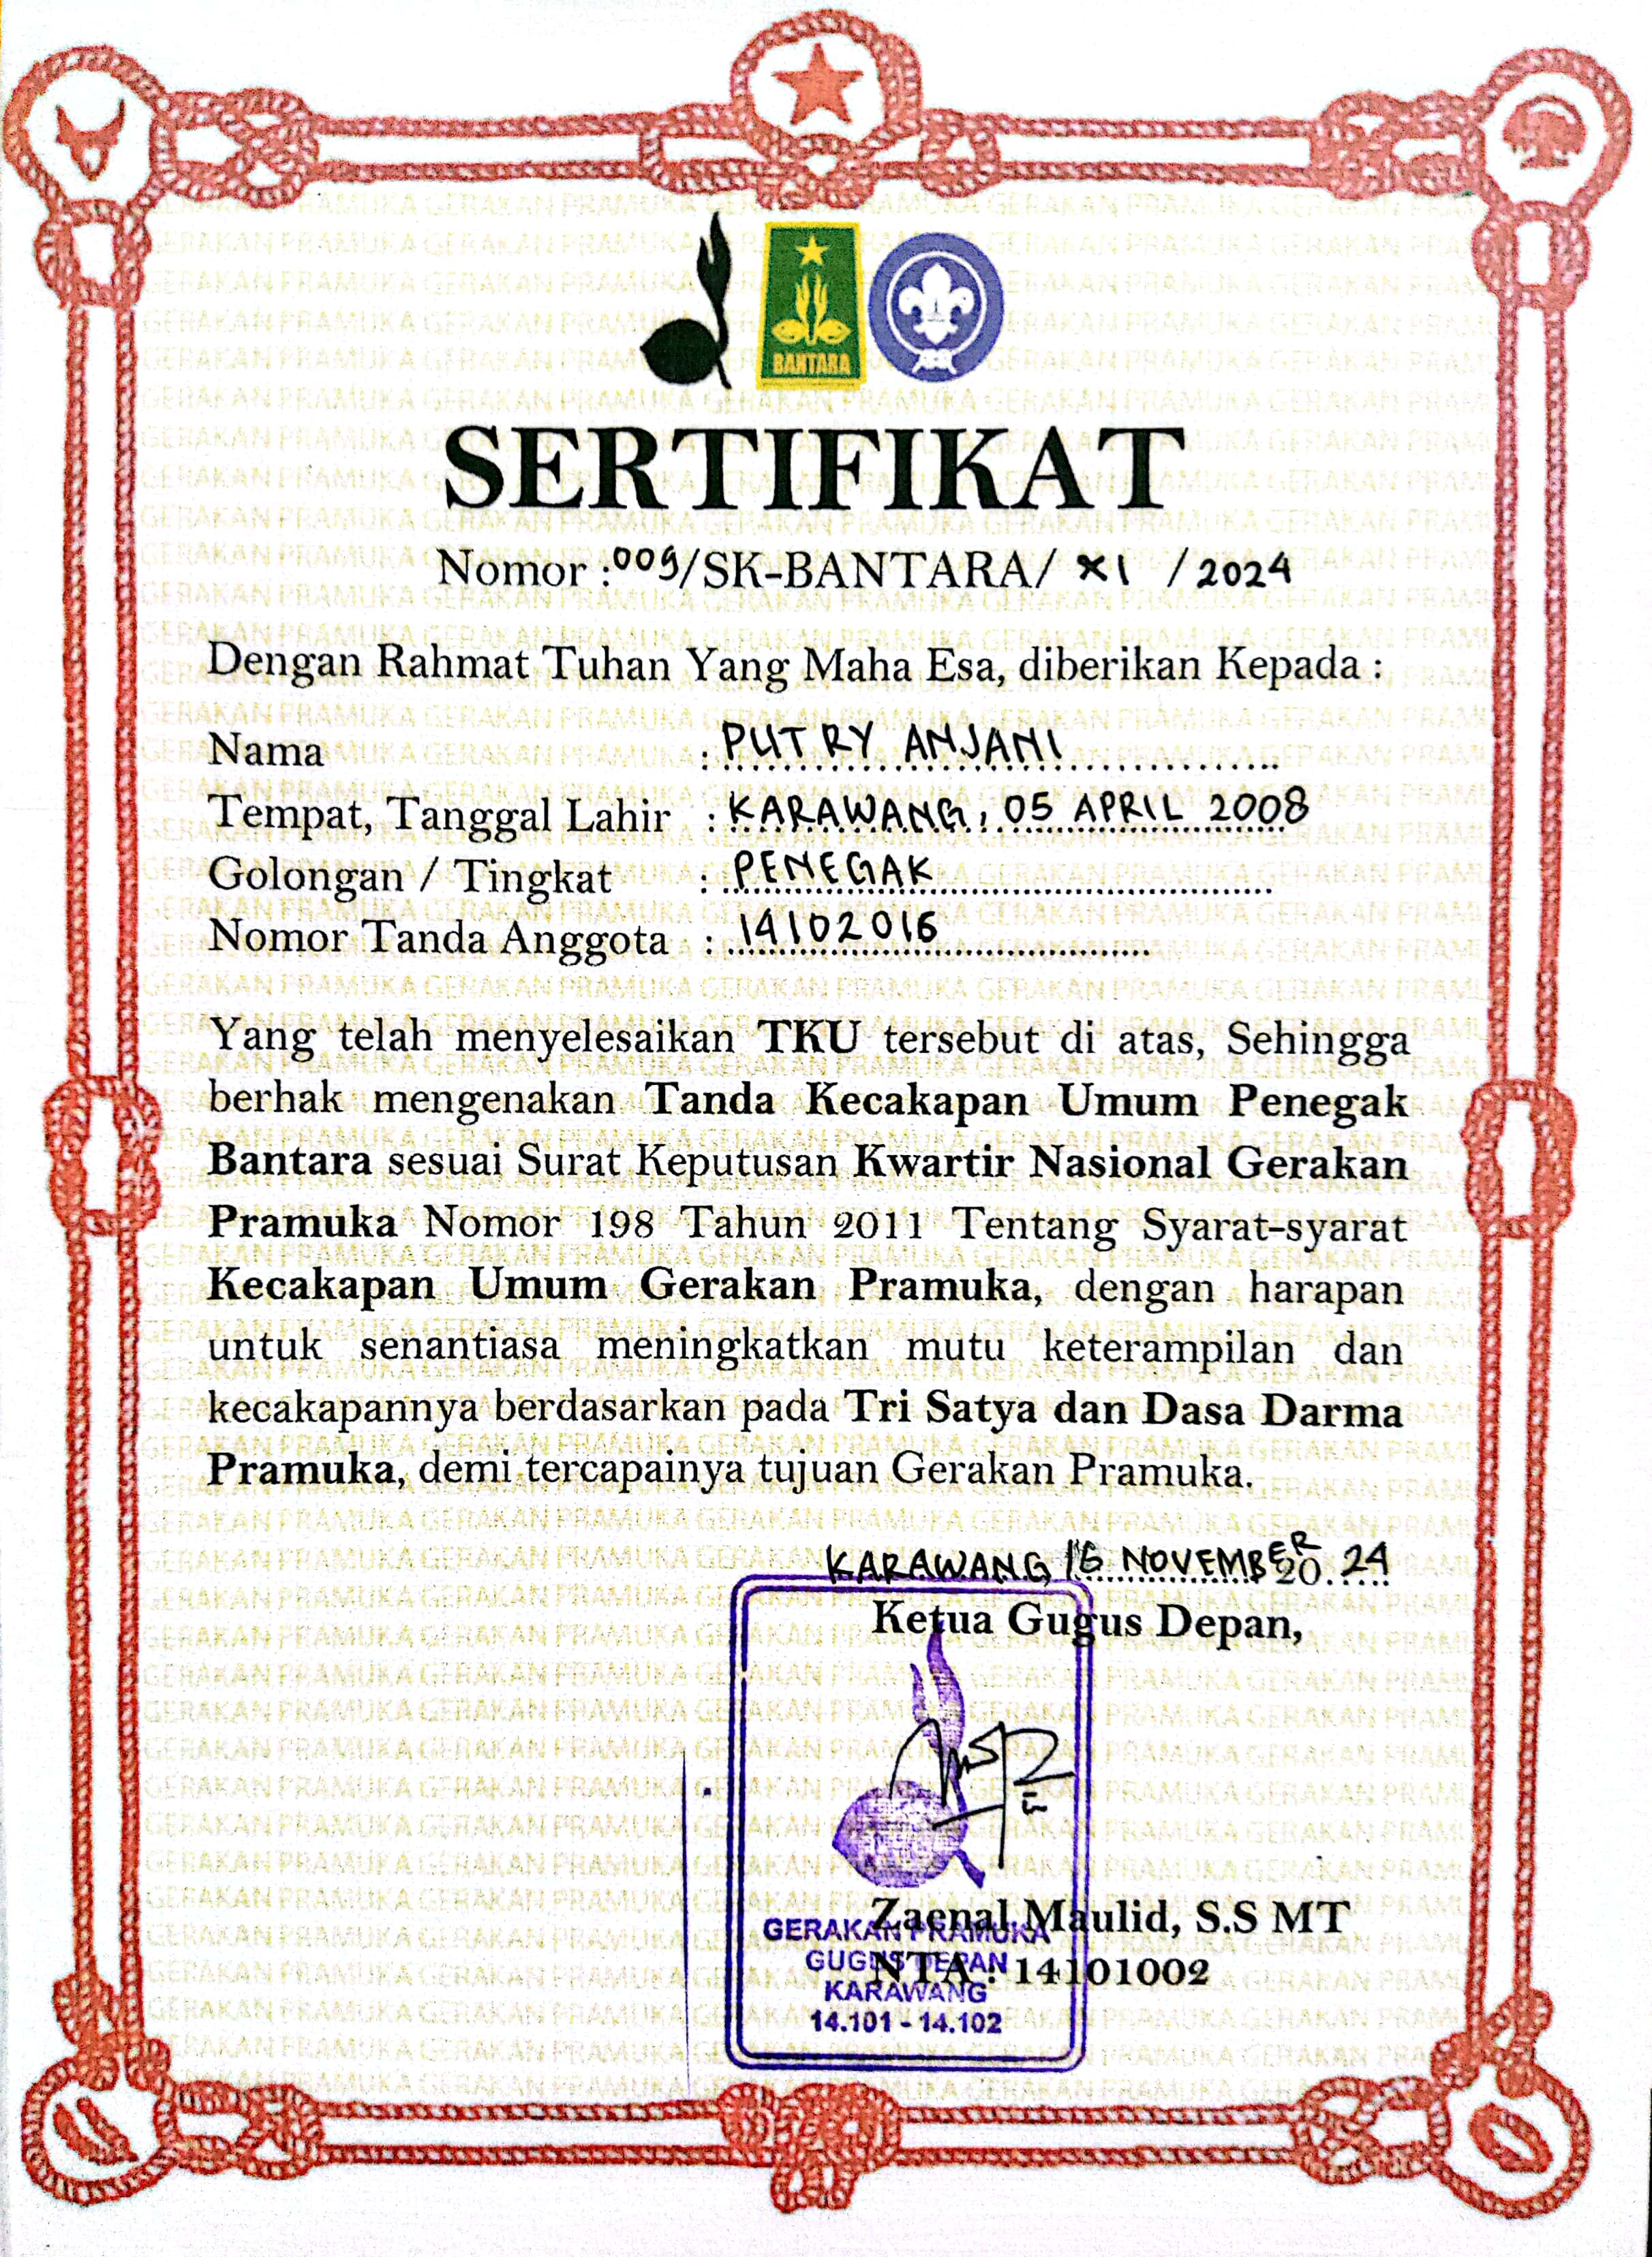 BANTARA
SERTIFIKAT
Nomor :009/SK-BANTARA/ XI /2024
Dengan Rahmat Tuhan Yang Maha Esa, diberikan Kepada :
Nama : PUTRY ANJANI
Tempat, Tanggal Lahir : KARAWANG, 05 APRIL 2008
Golongan / Tingkat : PENEGAK
Nomor Tanda Anggota : 14102016
Yang telah menyelesaikan TKU tersebut di atas, Sehingga
berhak mengenakan Tanda Kecakapan Umum Penegak
Bantara sesuai Surat Keputusan Kwartir Nasional Gerakan
Pramuka Nomor 198 Tahun 2011 Tentang Syarat-syarat
Kecakapan Umum Gerakan Pramuka, dengan harapan
untuk senantiasa meningkatkan mutu keterampilan dan
kecakapannya berdasarkan pada Tri Satya dan Dasa Darma
Pramuka, demi tercapainya tujuan Gerakan Pramuka.
KARAWANG, 16 NOVEMBER 2024
Ketua Gugus Depan,
Zaenal Maulid, S.S MT
NTA : 14101002
GERAKAN PRAMUKA
GUGUS DEPAN
KARAWANG
14.101 - 14.102